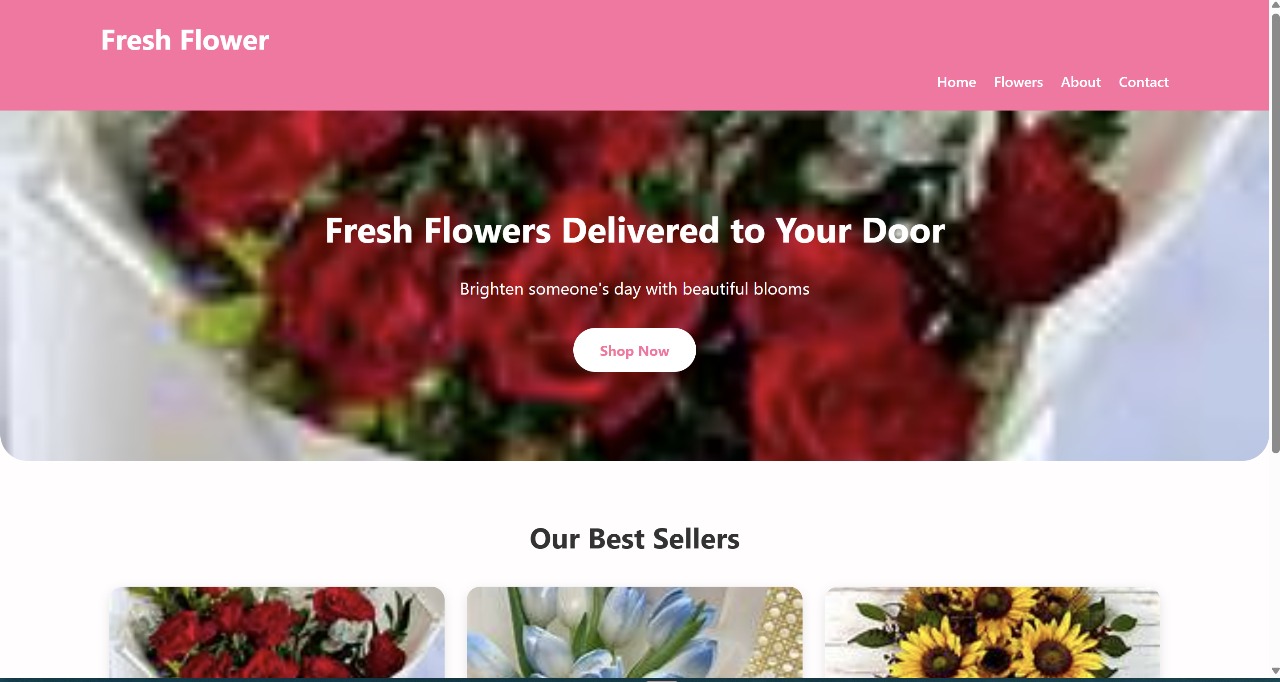 Fresh Flower
Home Flowers About Contact
Fresh Flowers Delivered to Your Door
Brighten someone's day with beautiful blooms
Shop Now
Our Best Sellers